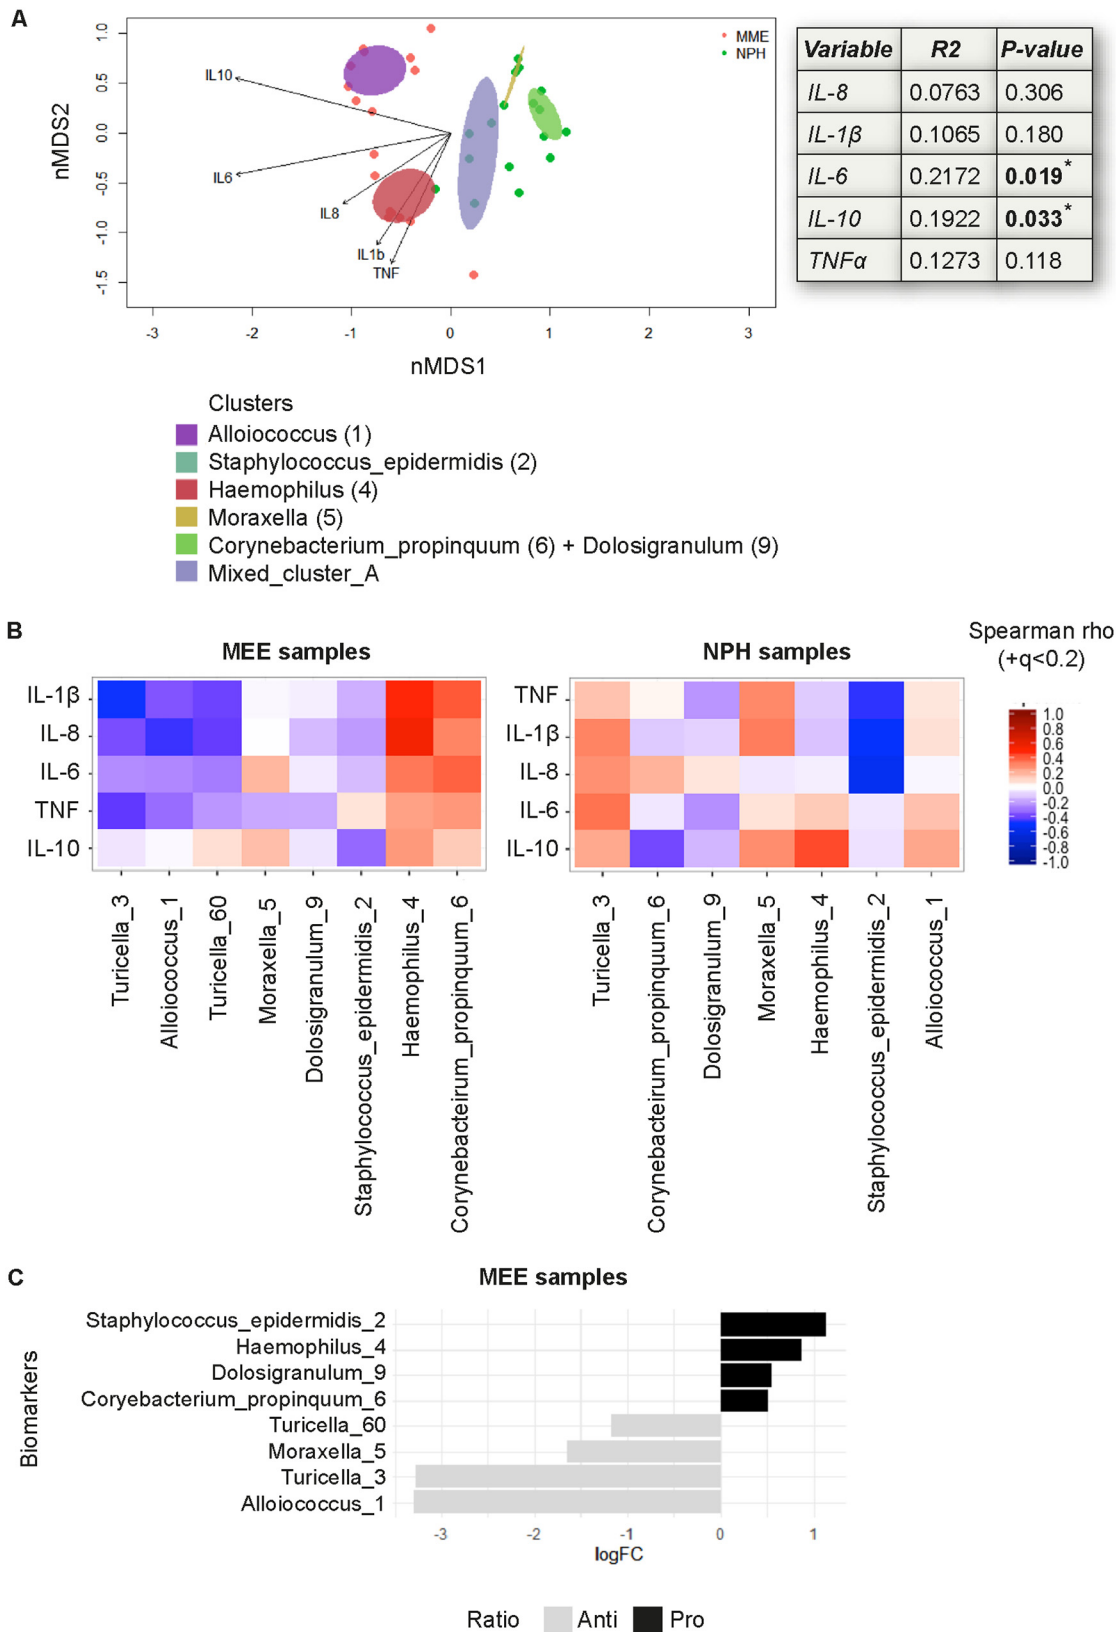 A
MME
NPH
IL10
IL6
IL8
IL1b
TNF
nMDS2
1.0
0.5
0.0
-0.5
-1.0
-1.5
-3
-2
-1
0
1
2
3
nMDS1
Variable R2 P-value
IL-8 0.0763 0.306
IL-1β 0.1065 0.180
IL-6 0.2172 0.019*
IL-10 0.1922 0.033*
TNFα 0.1273 0.118
Clusters
Alloiococcus (1)
Staphylococcus_epidermidis (2)
Haemophilus (4)
Moraxella (5)
Corynebacterium_propinquum (6) + Dolosigranulum (9)
Mixed_cluster_A
B
MEE samples
IL-1β
IL-8
IL-6
TNF
IL-10
Turicella_3
Alloiococcus_1
Turicella_60
Moraxella_5
Dolosigranulum_9
Staphylococcus_epidermidis_2
Haemophilus_4
Corynebacteirum_propinqum_6
NPH samples
TNF
IL-1β
IL-8
IL-6
IL-10
Turicella_3
Corynebacteirum_propinquum_6
Dolosigranulum_9
Moraxella_5
Haemophilus_4
Staphylococcus_epidermidis_2
Alloiococcus_1
Spearman rho
(+q<0.2)
1.0
0.8
0.6
0.4
0.2
0.0
-0.2
-0.4
-0.6
-0.8
-1.0
C
MEE samples
Biomarkers
Staphylococcus_epidermidis_2
Haemophilus_4
Dolosigranulum_9
Coryebacterium_propinquum_6
Turicella_60
Moraxella_5
Turicella_3
Alloiococcus_1
-3
-2
-1
0
1
logFC
Ratio Anti Pro